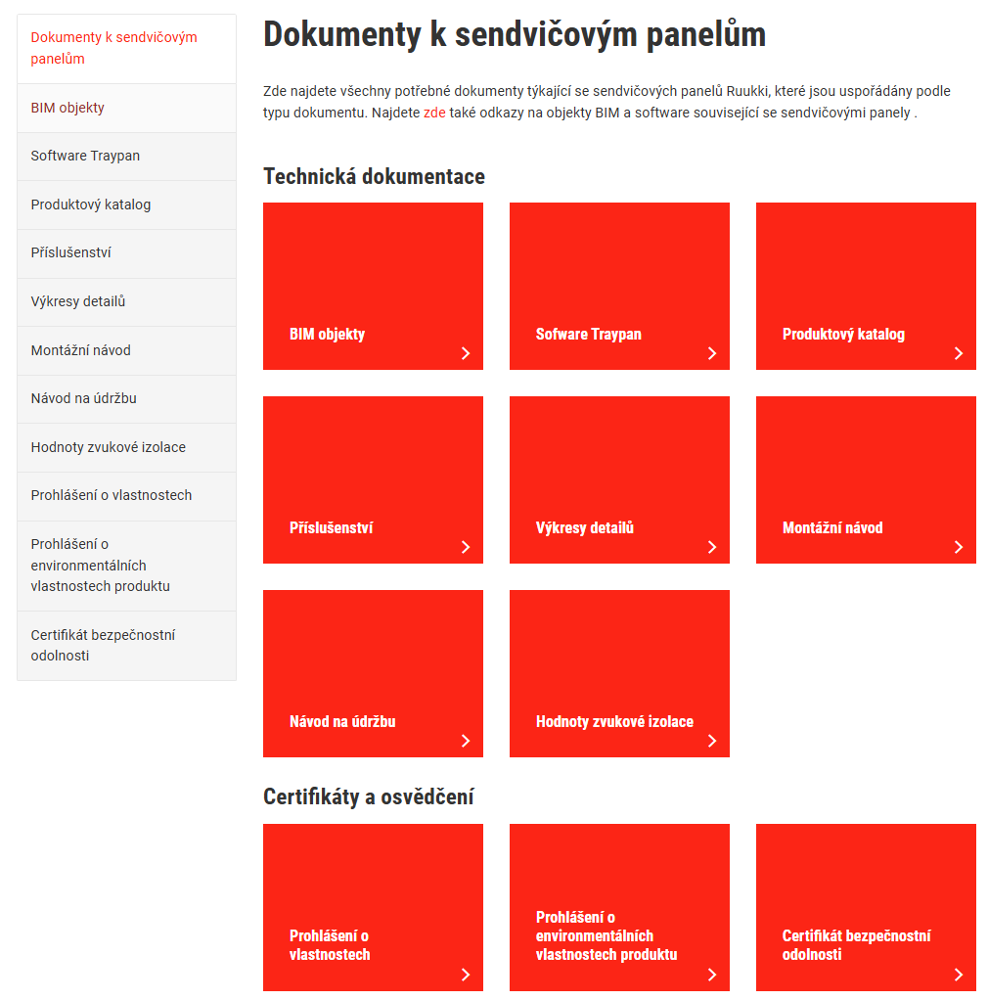 Dokumenty k sendvičovým
panelům
BIM objekty
Software Traypan
Produktový katalog
Příslušenství
Výkresy detailů
Montážní návod
Návod na údržbu
Hodnoty zvukové izolace
Prohlášení o vlastnostech
Prohlášení o
environmentálních
vlastnostech produktu
Certifikát bezpečnostní
odolnosti
Dokumenty k sendvičovým panelům
Zde najdete všechny potřebné dokumenty týkající se sendvičových panelů Ruukki, které jsou uspořádány podle
typu dokumentu. Najdete zde také odkazy na objekty BIM a software související se sendvičovými panely .
Technická dokumentace
BIM objekty
Sofware Traypan
Produktový katalog
Příslušenství
Výkresy detailů
Montážní návod
Návod na údržbu
Hodnoty zvukové izolace
Certifikáty a osvědčení
Prohlášení o
vlastnostech
Prohlášení o
environmentálních
vlastnostech produktu
Certifikát bezpečnostní
odolnosti